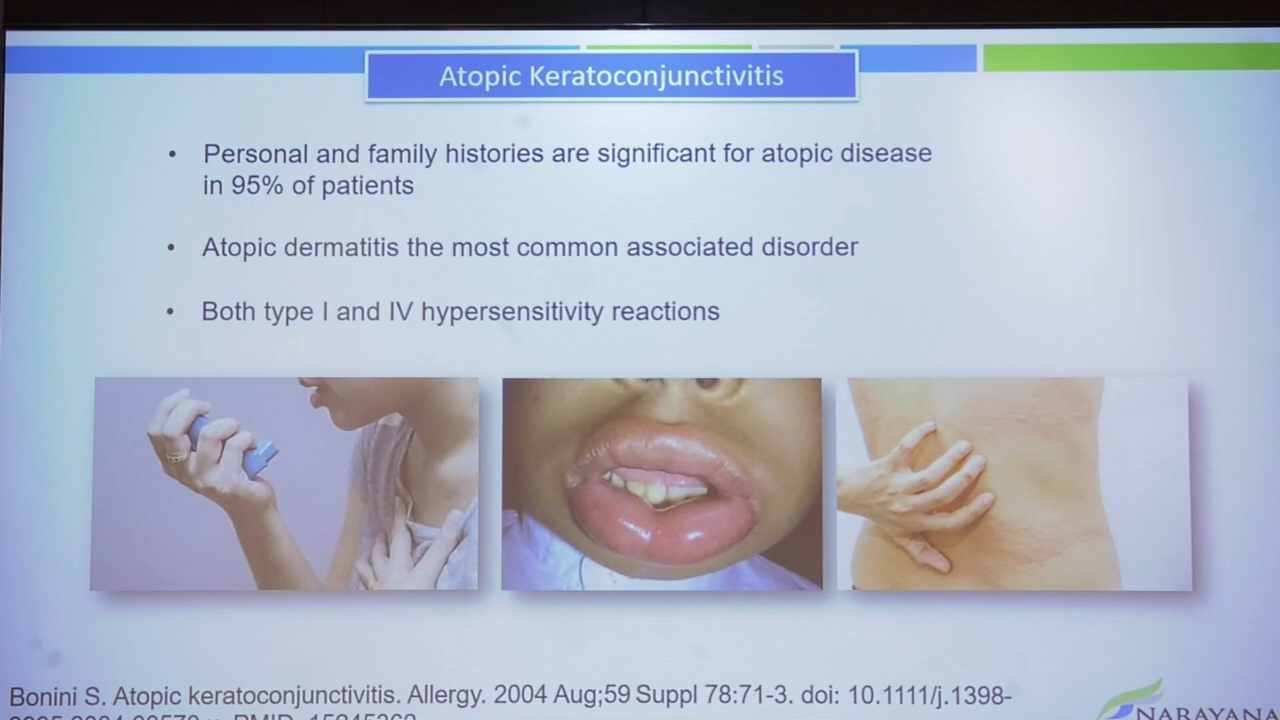 Atopic Keratoconjunctivitis
• Personal and family histories are significant for atopic disease
in 95% of patients
• Atopic dermatitis the most common associated disorder
• Both type I and IV hypersensitivity reactions
Bonini S. Atopic keratoconjunctivitis. Allergy. 2004 Aug;59 Suppl 78:71-3. doi: 10.1111/j.1398-
NARAYANA